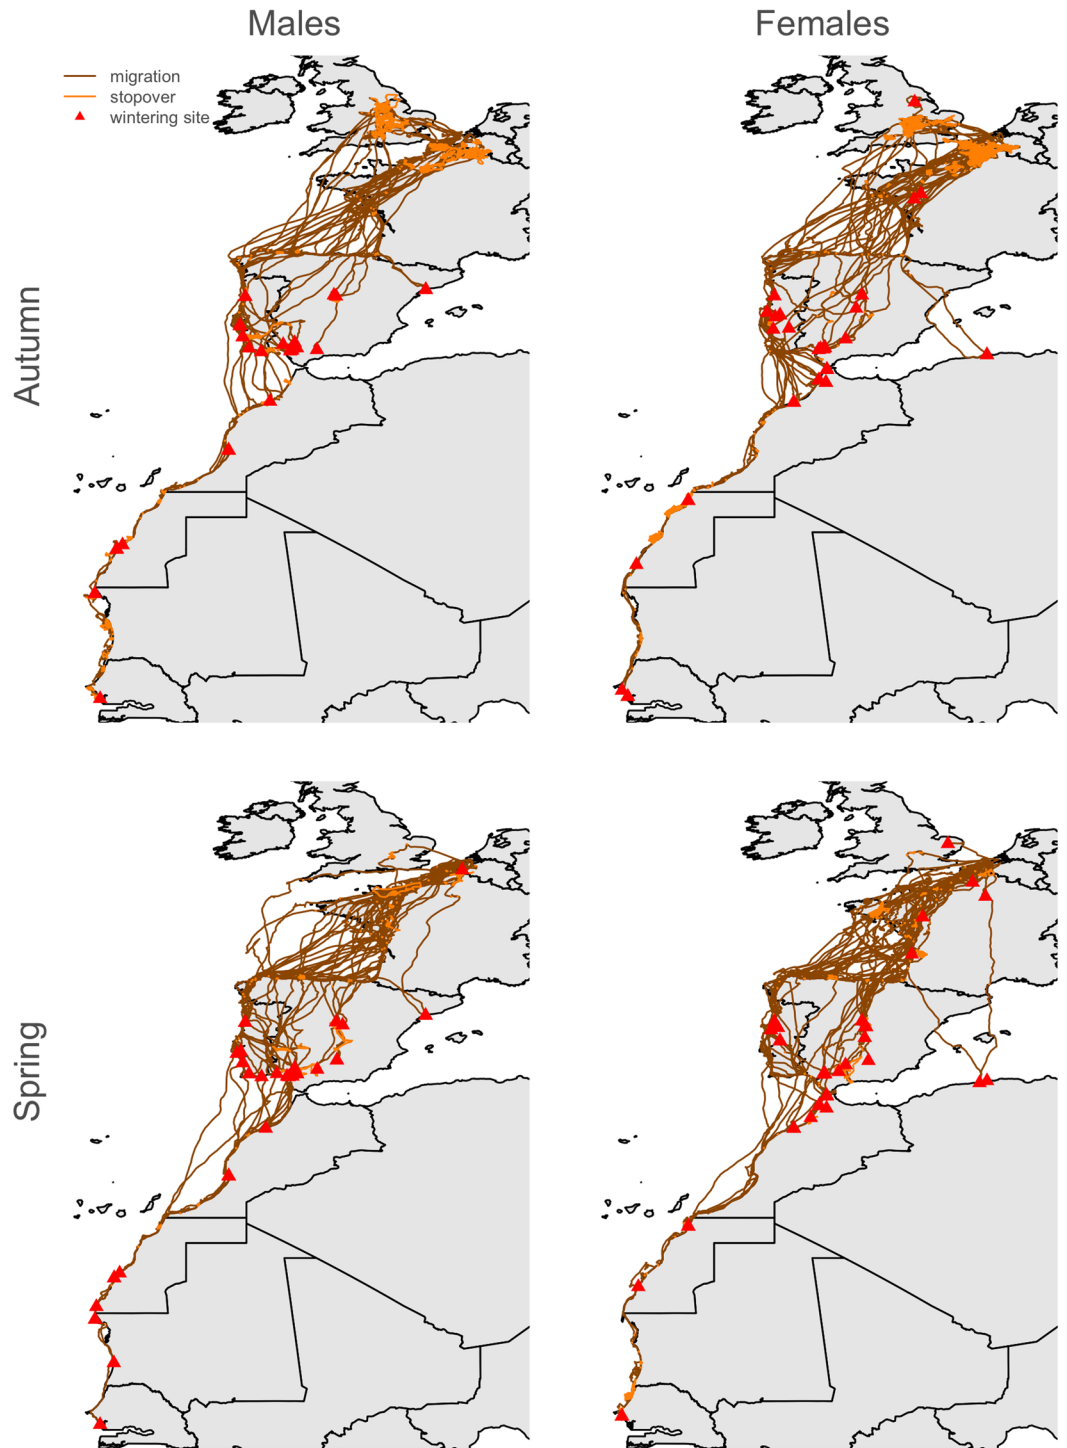 Males
Females
migration
stopover
wintering site
Autumn
Spring